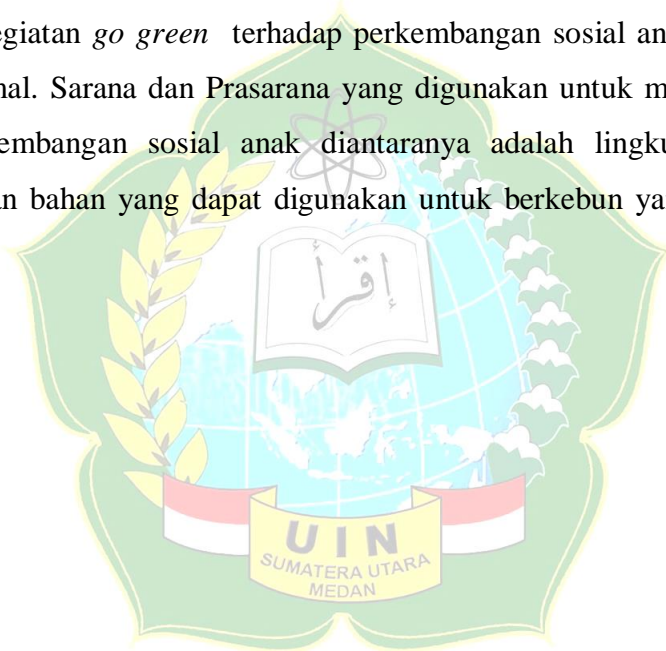 egiatan go green terhadap perkembangan sosial an
nal. Sarana dan Prasarana yang digunakan untuk m
embangan sosial anak diantaranya adalah lingku
n bahan yang dapat digunakan untuk berkebun ya
إقرأ
UIN
SUMATERA UTARA
MEDAN